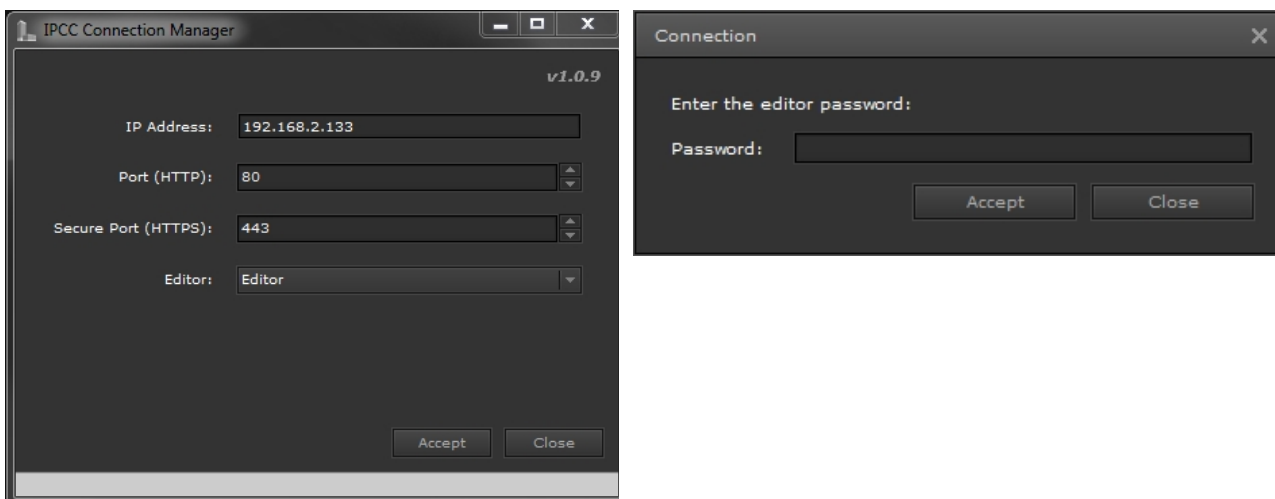 IPCC Connection Manager
v1.0.9
IP Address: 192.168.2.133
Port (HTTP): 80
Secure Port (HTTPS): 443
Editor: Editor
Accept Close
Connection
Enter the editor password:
Password:
Accept Close